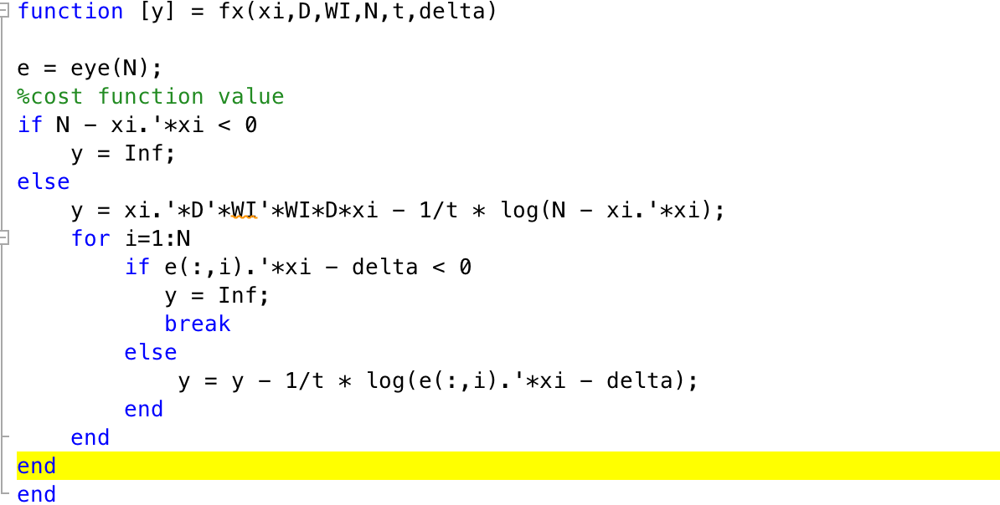 function [y] = fx(xi,D,WI,N,t,delta)
e = eye(N);
%cost function value
if N - xi.'*xi < 0
    y = Inf;
else
    y = xi.'*D'*WI'*WI*D*xi - 1/t * log(N - xi.'*xi);
    for i=1:N
        if e(:,i).'*xi - delta < 0
           y = Inf;
           break
        else
            y = y - 1/t * log(e(:,i).'*xi - delta);
        end
    end
end
end